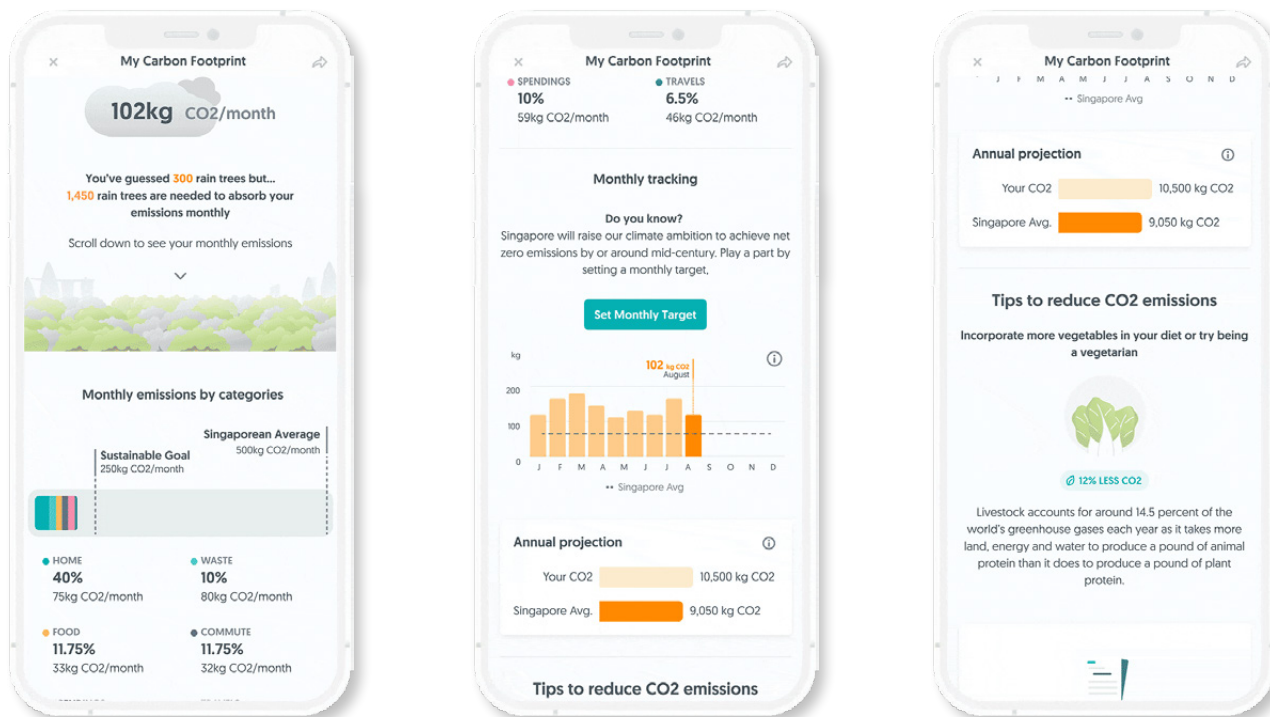 My Carbon Footprint
102kg CO2/month
You've guessed 300 rain trees but...
1,450 rain trees are needed to absorb your
emissions monthly
Scroll down to see your monthly emissions
Monthly emissions by categories
Singaporean Average
500kg CO2/month
Sustainable Goal
250kg CO2/month
HOME
40%
75kg CO2/month
WASTE
10%
80kg CO2/month
FOOD
11.75%
33kg CO2/month
COMMUTE
11.75%
32kg CO2/month
My Carbon Footprint
SPENDINGS
10%
59kg CO2/month
TRAVELS
6.5%
46kg CO2/month
Monthly tracking
Do you know?
Singapore will raise our climate ambition to achieve net
zero emissions by or around mid-century. Play a part by
setting a monthly target.
Set Monthly Target
kg
102 kg CO2
August
200
100
0
J F M A M J J A S O N D
Singapore Avg
Annual projection
Your CO2 10,500 kg CO2
Singapore Avg. 9,050 kg CO2
Tips to reduce CO2 emissions
My Carbon Footprint
J F M A M J J A S O N D
Singapore Avg
Annual projection
Your CO2 10,500 kg CO2
Singapore Avg. 9,050 kg CO2
Tips to reduce CO2 emissions
Incorporate more vegetables in your diet or try being
a vegetarian
12% LESS CO2
Livestock accounts for around 14.5 percent of the
world's greenhouse gases each year as it takes more
land, energy and water to produce a pound of animal
protein than it does to produce a pound of plant
protein.